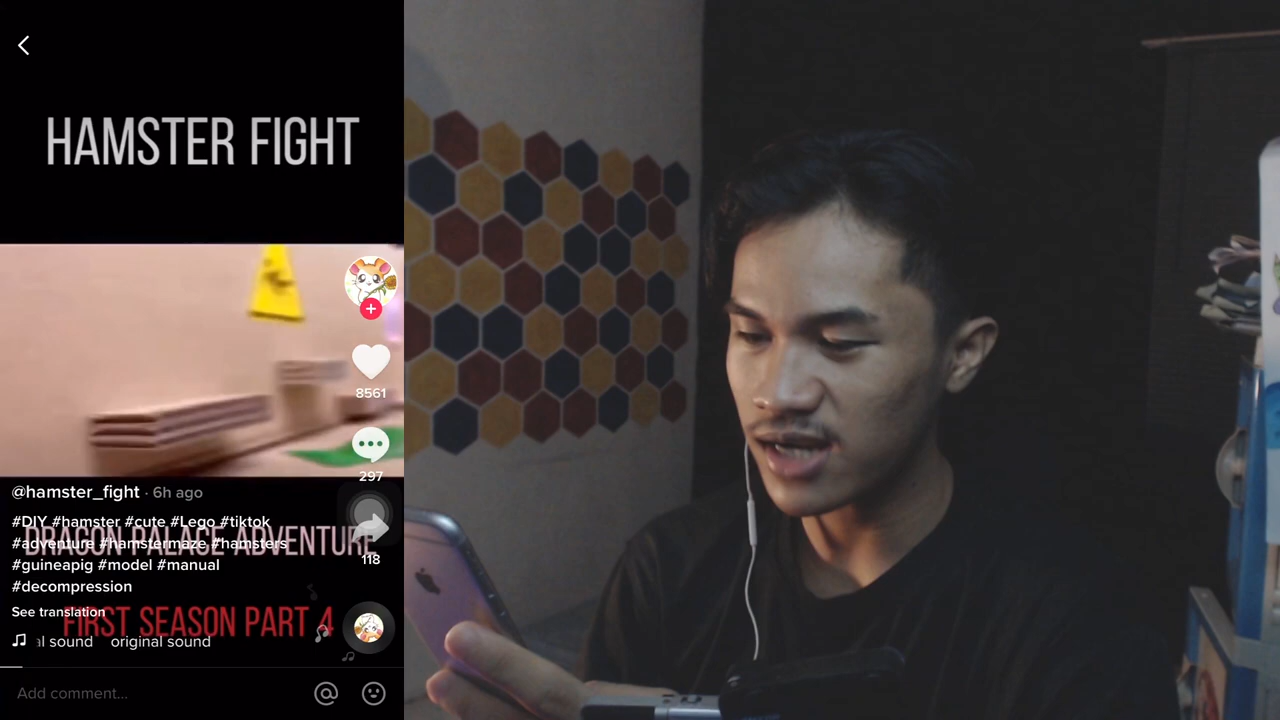 HAMSTER FIGHT
8561
297
@hamster_fight · 6h ago
#DIY #hamster #cute #Lego #tiktok
#adventure #hamstermaze #hamsters
DRAGON PALACE ADVENTURE
#guineapig #model #manual
118
#decompression
See translation
FIRST SEASON PART 4
al sound original sound
Add comment...